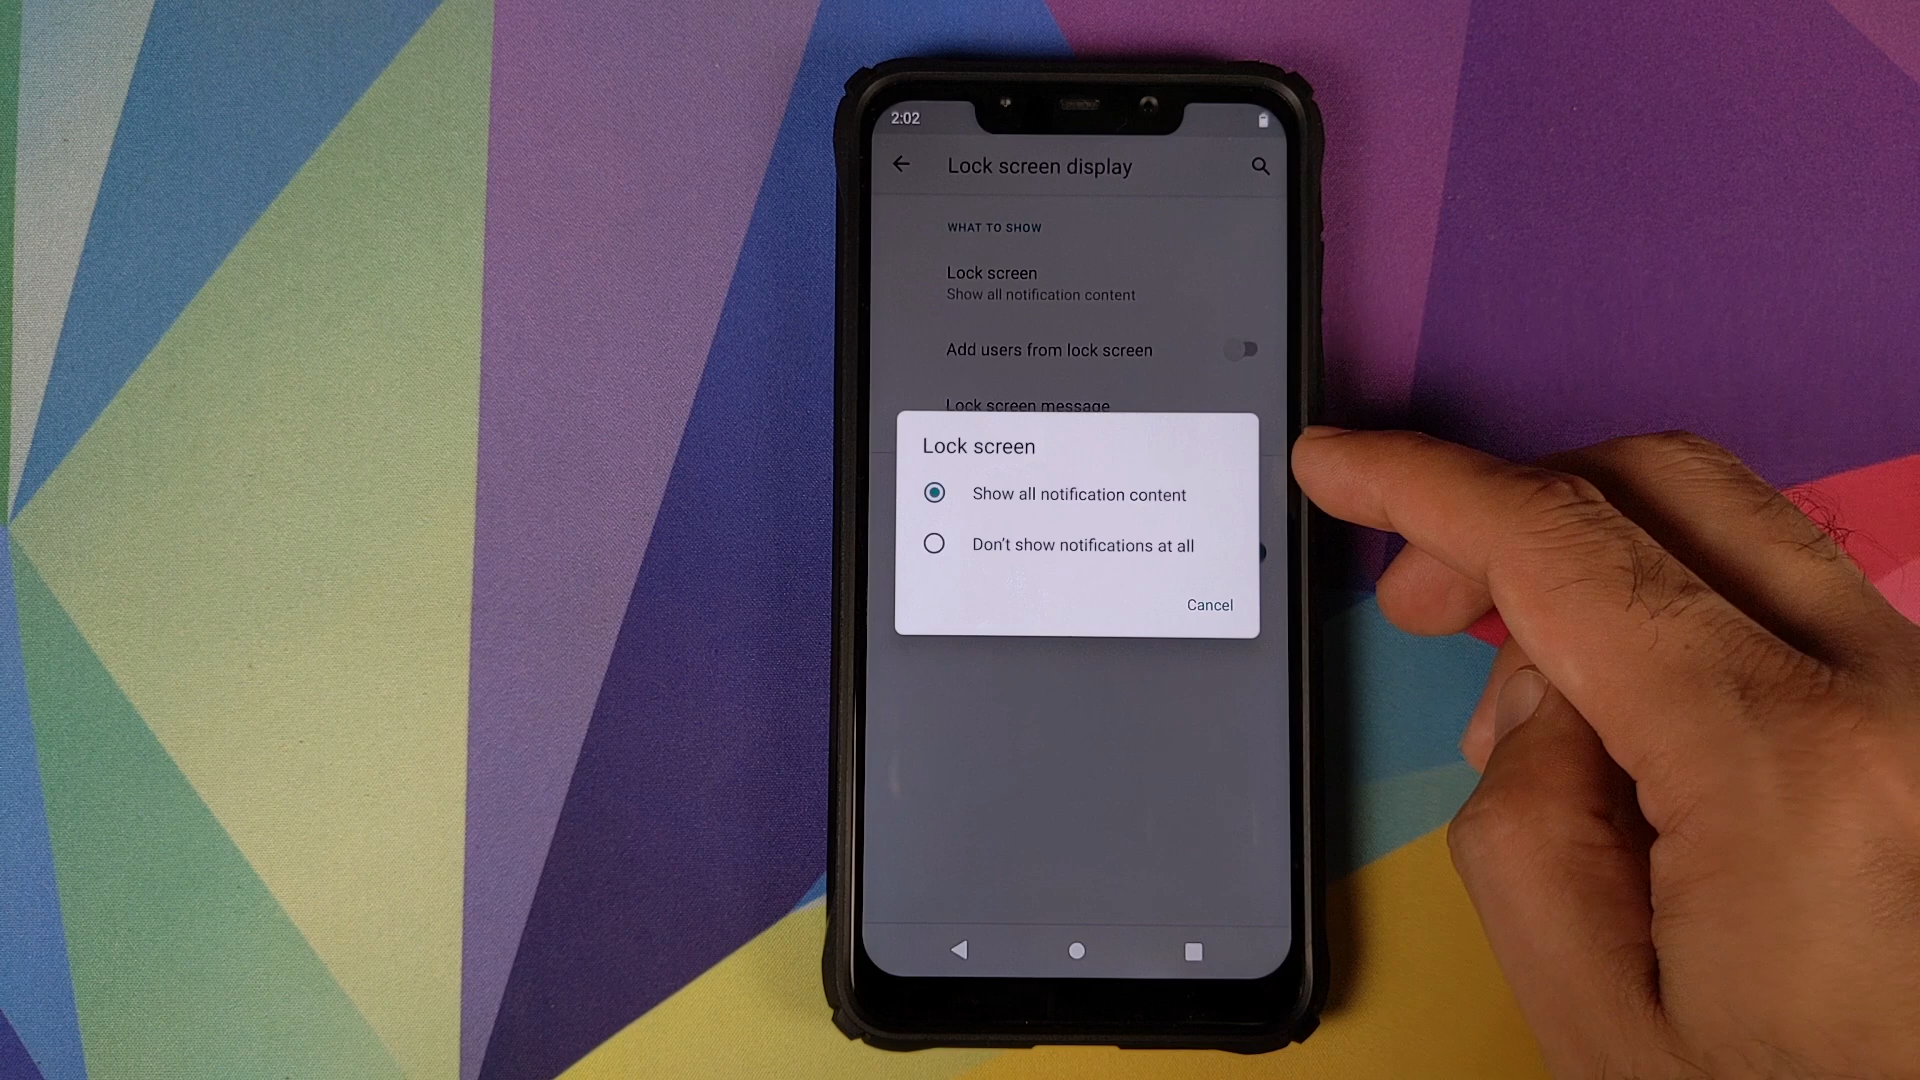 2:02
Lock screen display
WHAT TO SHOW
Lock screen
Show all notification content
Add users from lock screen
Lock screen message
Lock screen
Show all notification content
Don't show notifications at all
Cancel